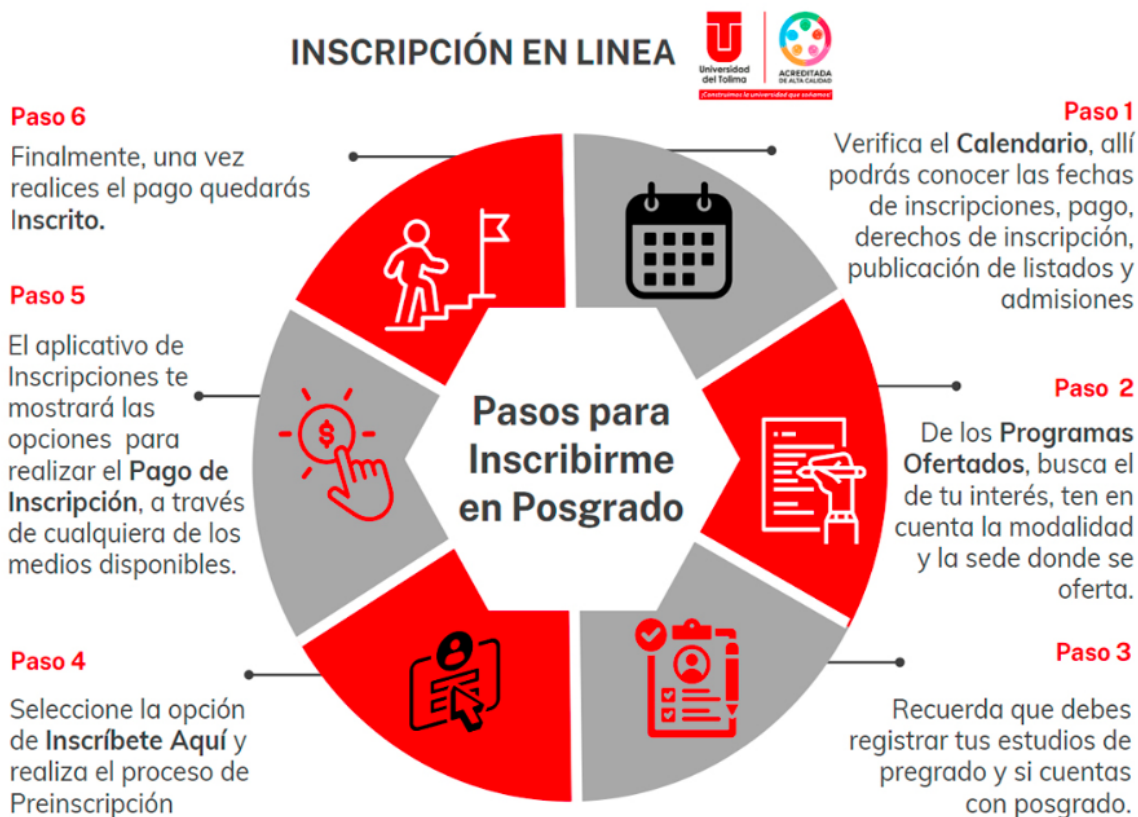 INSCRIPCIÓN EN LINEA
Universidad
del Tolima
¡Construimos la universidad que soñamos!
ACREDITADA
DE ALTA CALIDAD
Paso 1
Verifica el Calendario, allí
podrás conocer las fechas
de inscripciones, pago,
derechos de inscripción,
publicación de listados y
admisiones
Paso 2
De los Programas
Ofertados, busca el
de tu interés, ten en
cuenta la modalidad
y la sede donde se
oferta.
Paso 3
Recuerda que debes
registrar tus estudios de
pregrado y si cuentas
con posgrado.
Paso 4
Seleccione la opción
de Inscríbete Aquí y
realiza el proceso de
Preinscripción
Paso 5
El aplicativo de
Inscripciones te
mostrará las
opciones para
realizar el Pago de
Inscripción, a través
de cualquiera de los
medios disponibles.
Paso 6
Finalmente, una vez
realices el pago quedarás
Inscrito.
Pasos para
Inscribirme
en Posgrado
$